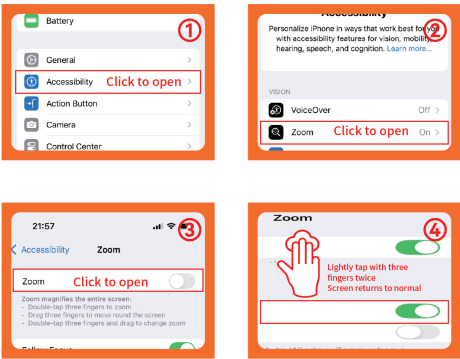 Battery
①
General
Accessibility Click to open
Action Button
Camera
Control Center
Accessibility
②
Personalize iPhone in ways that work best for you
with accessibility features for vision, mobility,
hearing, speech, and cognition. Learn more...
VISION
VoiceOver Off
Zoom Click to open On
21:57
③
Accessibility Zoom
Zoom Click to open
Zoom magnifies the entire screen:
- Double-tap three fingers to zoom
- Drag three fingers to move round the screen
- Double-tap three fingers and drag to change zoom
Follow Focus
Zoom
④
Lightly tap with three
fingers twice
Screen returns to normal